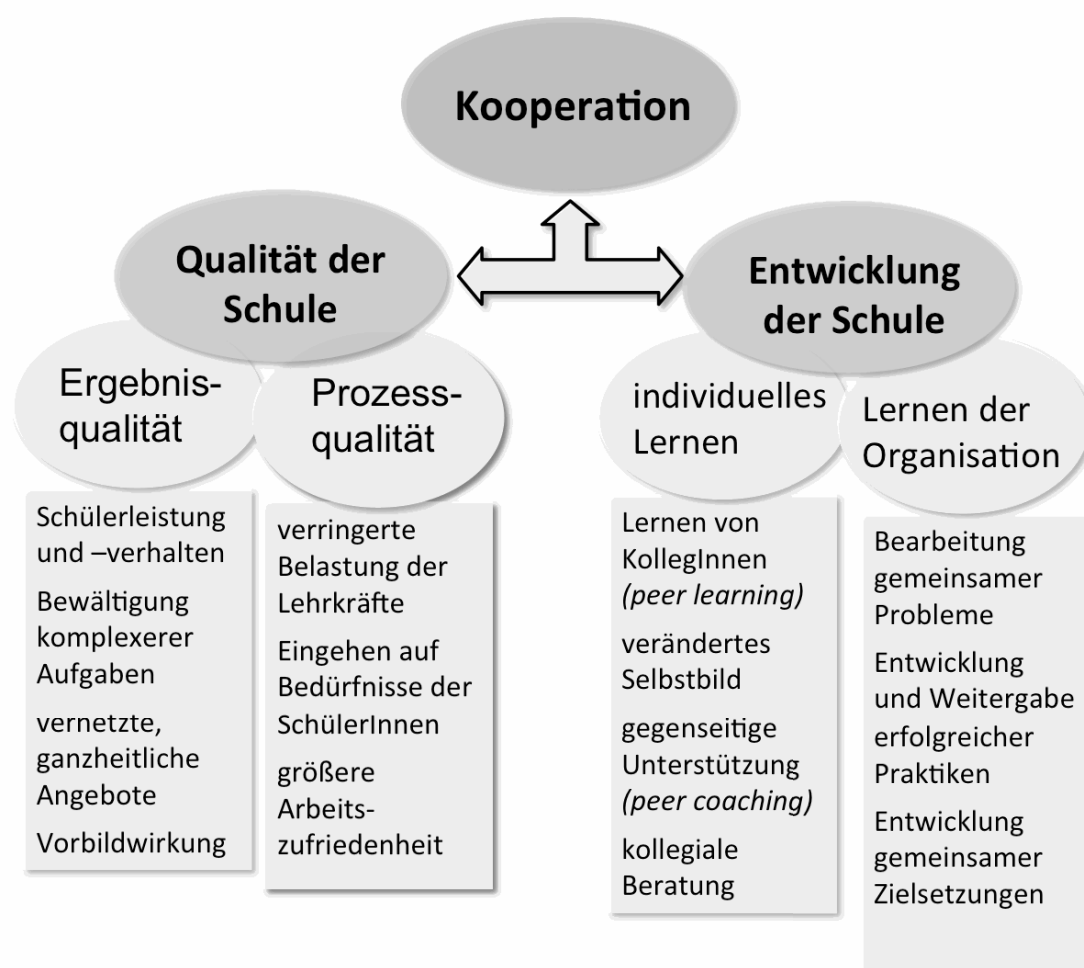 Kooperation
Qualität der
Schule
Entwicklung
der Schule
Ergebnis-
qualität
Prozess-
qualität
individuelles
Lernen
Lernen der
Organisation
Schülerleistung
und –verhalten
Bewältigung
komplexerer
Aufgaben
vernetzte,
ganzheitliche
Angebote
Vorbildwirkung
verringerte
Belastung der
Lehrkräfte
Eingehen auf
Bedürfnisse der
SchülerInnen
größere
Arbeits-
zufriedenheit
Lernen von
KollegInnen
(peer learning)
verändertes
Selbstbild
gegenseitige
Unterstützung
(peer coaching)
kollegiale
Beratung
Bearbeitung
gemeinsamer
Probleme
Entwicklung
und Weitergabe
erfolgreicher
Praktiken
Entwicklung
gemeinsamer
Zielsetzungen